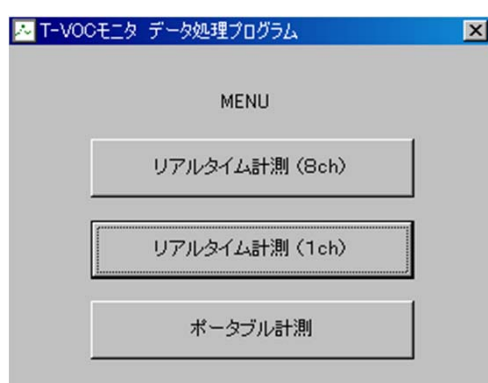 T-VOCモニタ データ処理プログラム
MENU
リアルタイム計測（8ch）
リアルタイム計測（1ch）
ポータブル計測